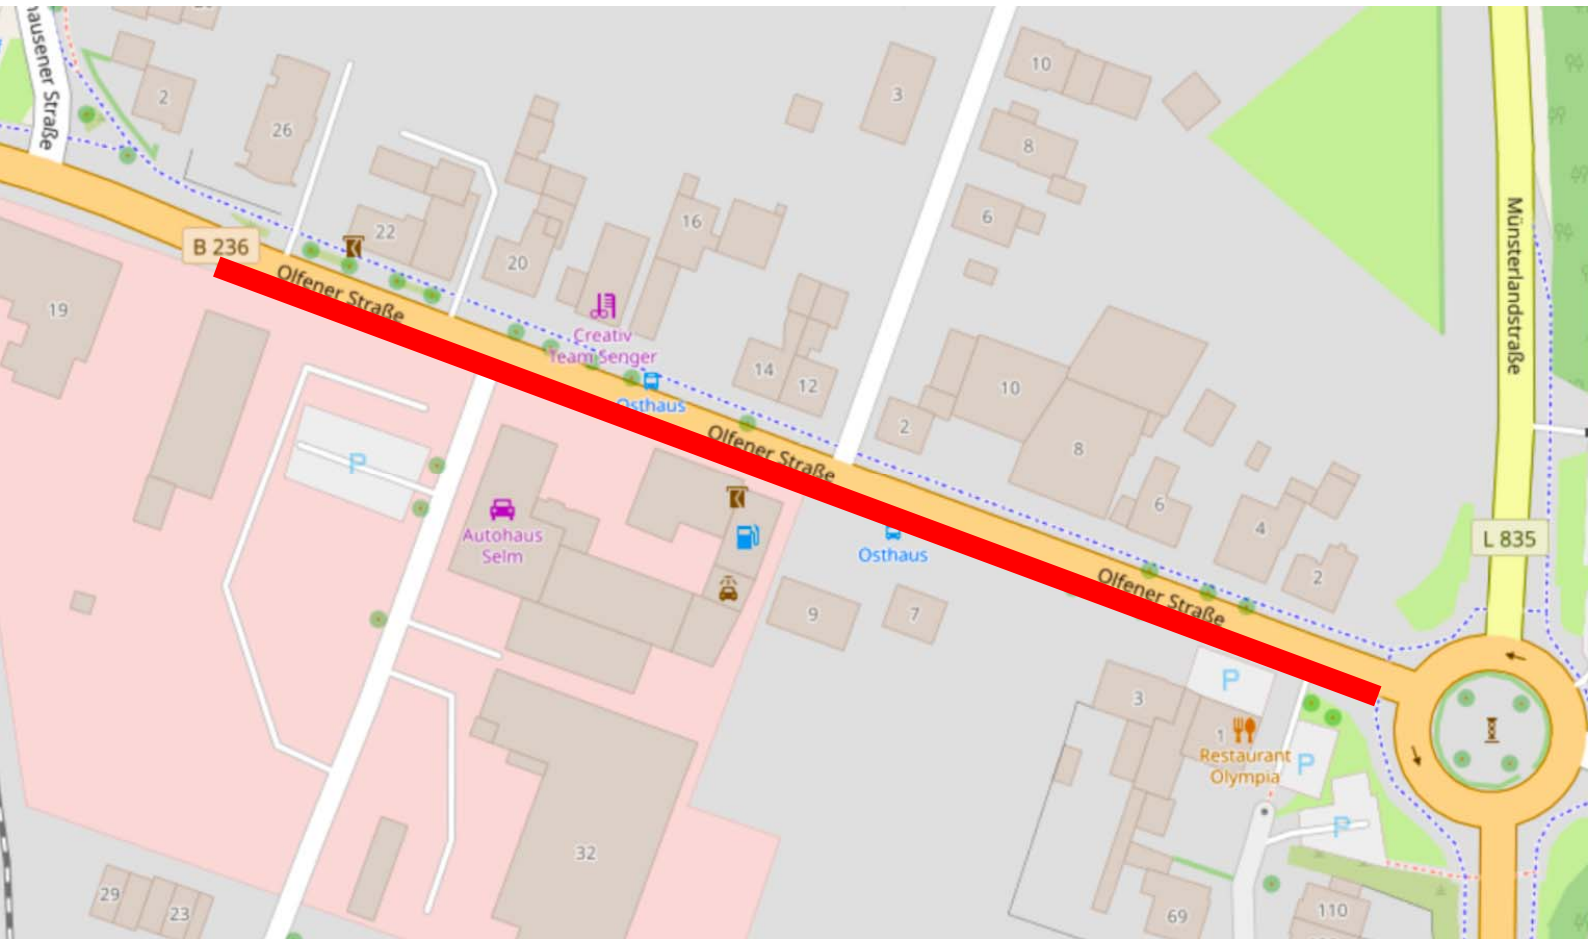 hausener Straße
2
26
3
10
8
B 236
22
20
16
6
Münsterlandstraße
19
Olfener Straße
Creativ
Team Senger
14
12
10
Osthaus
2
Olfener Straße
8
P
6
4
Autohaus
Selm
Osthaus
L 835
2
9
7
Olfener Straße
3
P
1
Restaurant
Olympia
P
P
32
29
23
69
110